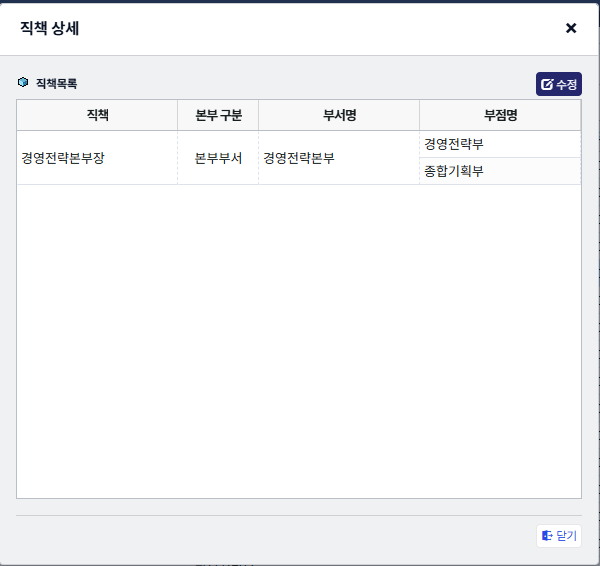 직책 상세
직책목록
수정
직책 본부 구분 부서명 부점명
경영전략본부장 본부부서 경영전략본부 경영전략부
종합기획부
닫기